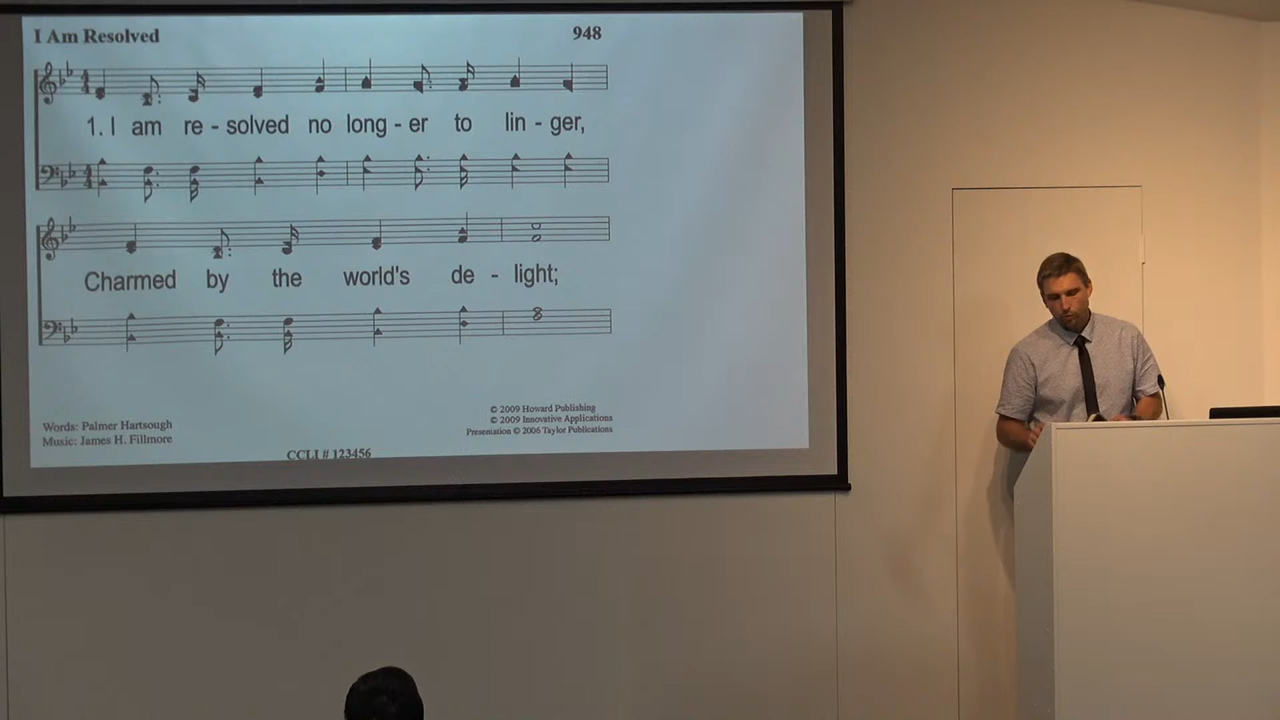 I Am Resolved 948
1. I am re - solved no long - er to lin - ger,
Charmed by the world's de - light;
Words: Palmer Hartsough
Music: James H. Fillmore
© 2009 Howard Publishing
© 2009 Innovative Applications
Presentation © 2006 Taylor Publications
CCLI # 123456